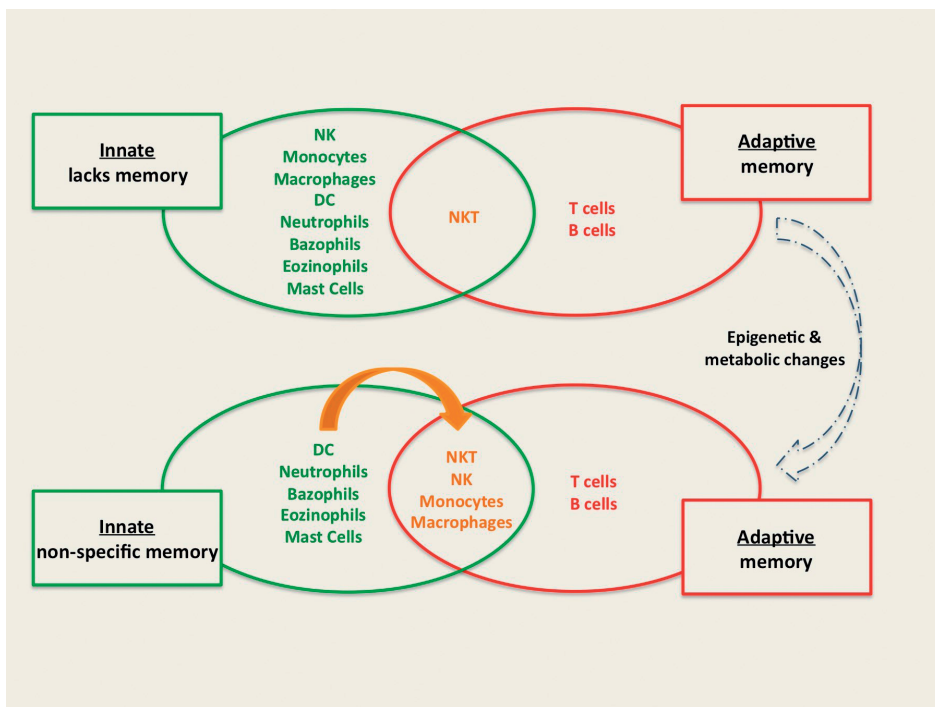 Innate
lacks memory
NK
Monocytes
Macrophages
DC
Neutrophils
Bazophils
Eozinophils
Mast Cells
NKT
T cells
B cells
Adaptive
memory
Epigenetic &
metabolic changes
Innate
non-specific memory
DC
Neutrophils
Bazophils
Eozinophils
Mast Cells
NKT
NK
Monocytes
Macrophages
T cells
B cells
Adaptive
memory